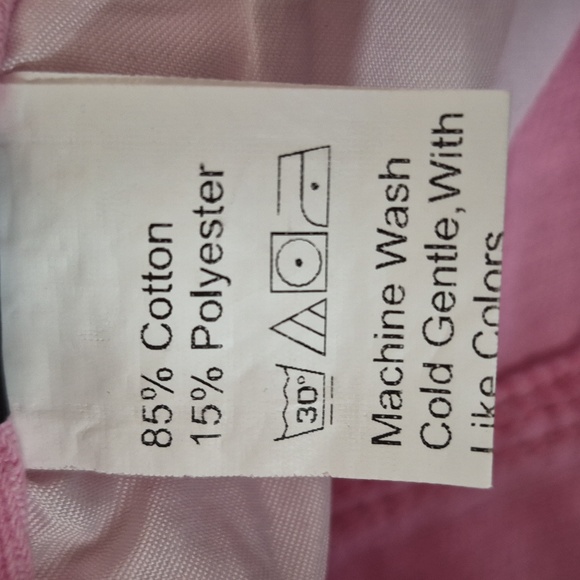 85% Cotton
15% Polyester
30°
Machine Wash
Cold Gentle, With
Like Colors